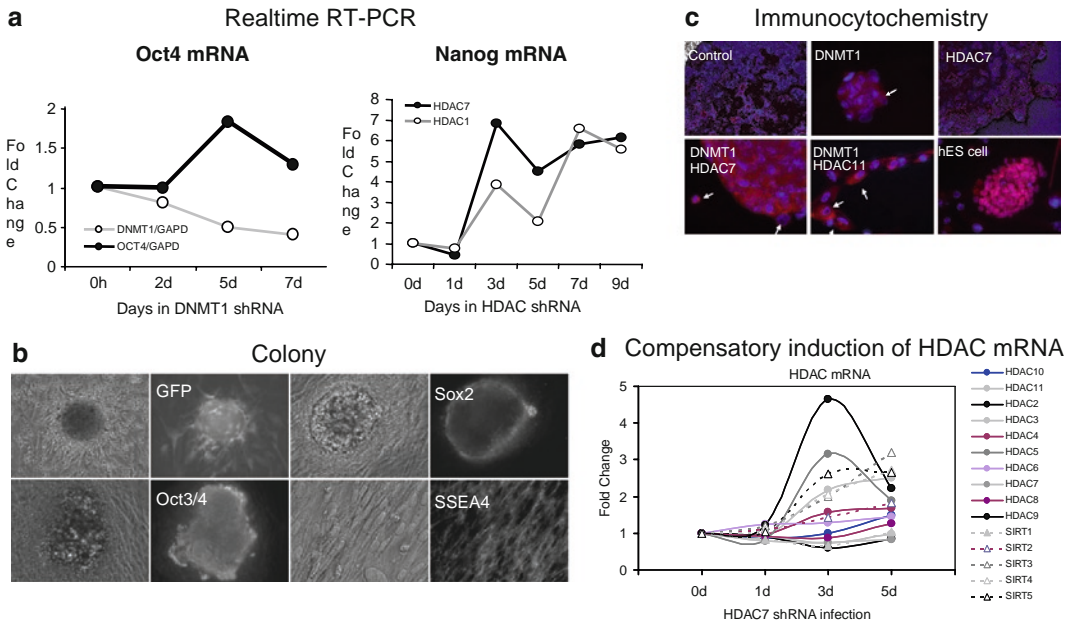 a
Realtime RT-PCR
Oct4 mRNA
Fo
ld C
ha
ng
e
2
1.5
1
0.5
0
DNMT1/GAPD
OCT4/GAPD
0h 2d 5d 7d
Days in DNMT1 shRNA
Nanog mRNA
Fo
ld C
ha
ng
e
8
7
6
5
4
3
2
1
0
HDAC7
HDAC1
0d 1d 3d 5d 7d 9d
Days in HDAC shRNA
b
Colony
GFP
Sox2
Oct3/4
SSEA4
c
Immunocytochemistry
Control
DNMT1
HDAC7
DNMT1
HDAC7
DNMT1
HDAC11
hES cell
d Compensatory induction of HDAC mRNA
HDAC mRNA
Fold Change
5
4
3
2
1
0
0d 1d 3d 5d
HDAC7 shRNA infection
HDAC10
HDAC11
HDAC2
HDAC3
HDAC4
HDAC5
HDAC6
HDAC7
HDAC8
HDAC9
SIRT1
SIRT2
SIRT3
SIRT4
SIRT5